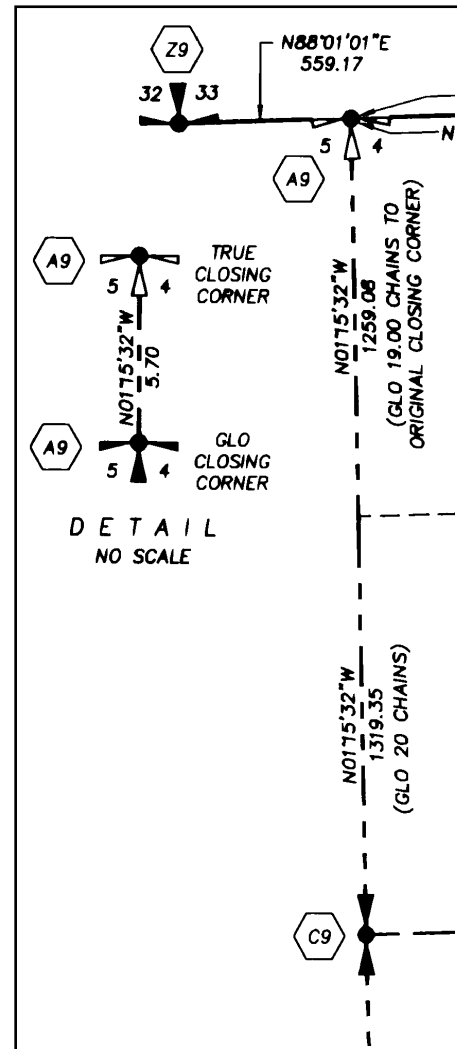 Z9
N88°01'01"E
559.17
32
33
5
4
N
A9
N01°15'32"W
1259.08
(GLO 19.00 CHAINS TO
ORIGINAL CLOSING CORNER)
A9
5
4
TRUE
CLOSING
CORNER
N01°15'32"W
5.70
A9
5
4
GLO
CLOSING
CORNER
DETAIL
NO SCALE
N01°15'32"W
1319.35
(GLO 20 CHAINS)
C9